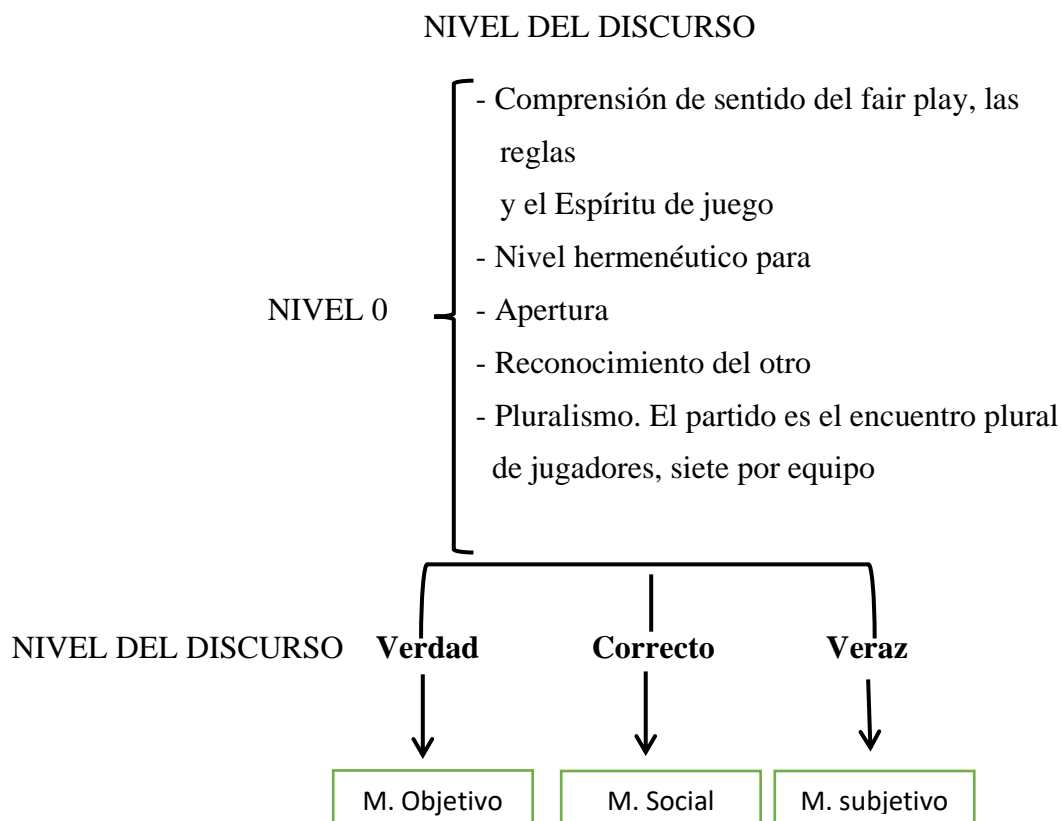 NIVEL DEL DISCURSO
- Comprensión de sentido del fair play, las
reglas
y el Espíritu de juego
- Nivel hermenéutico para
NIVEL 0
- Apertura
- Reconocimiento del otro
- Pluralismo. El partido es el encuentro plural
de jugadores, siete por equipo
NIVEL DEL DISCURSO Verdad Correcto Veraz
M. Objetivo M. Social M. subjetivo